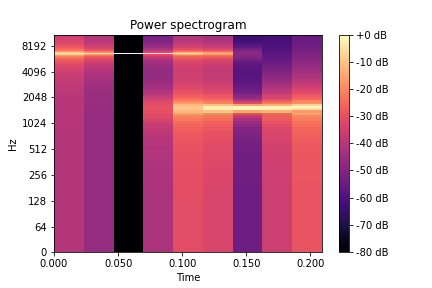 Power spectrogram
8192
4096
2048
1024
512
256
128
64
0
Hz
0.000 0.050 0.100 0.150 0.200
Time
+0 dB
-10 dB
-20 dB
-30 dB
-40 dB
-50 dB
-60 dB
-70 dB
-80 dB